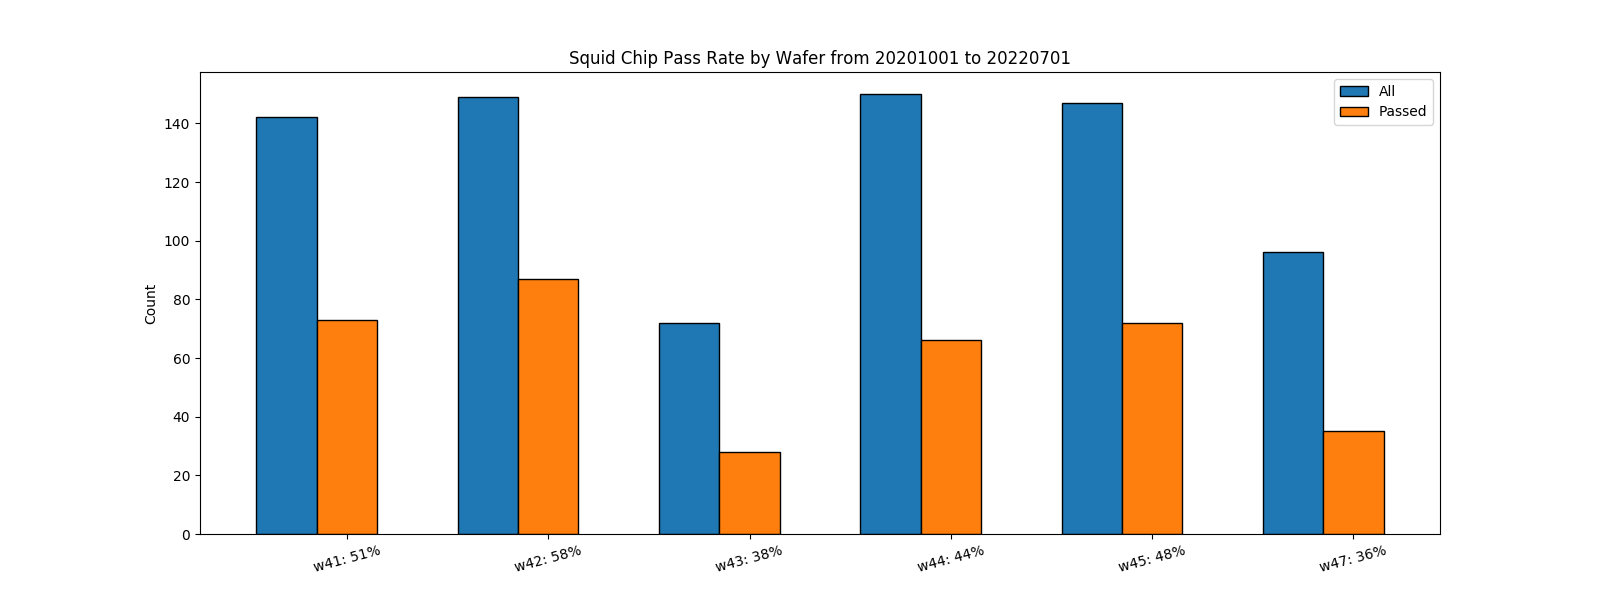 Squid Chip Pass Rate by Wafer from 20201001 to 20220701
All
Passed
Count
140
120
100
80
60
40
20
0
w41: 51%
w42: 58%
w43: 38%
w44: 44%
w45: 48%
w47: 36%